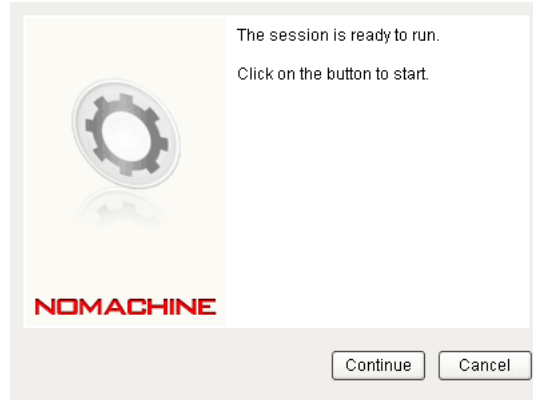 The session is ready to run.
Click on the button to start.
NOMACHINE
Continue
Cancel